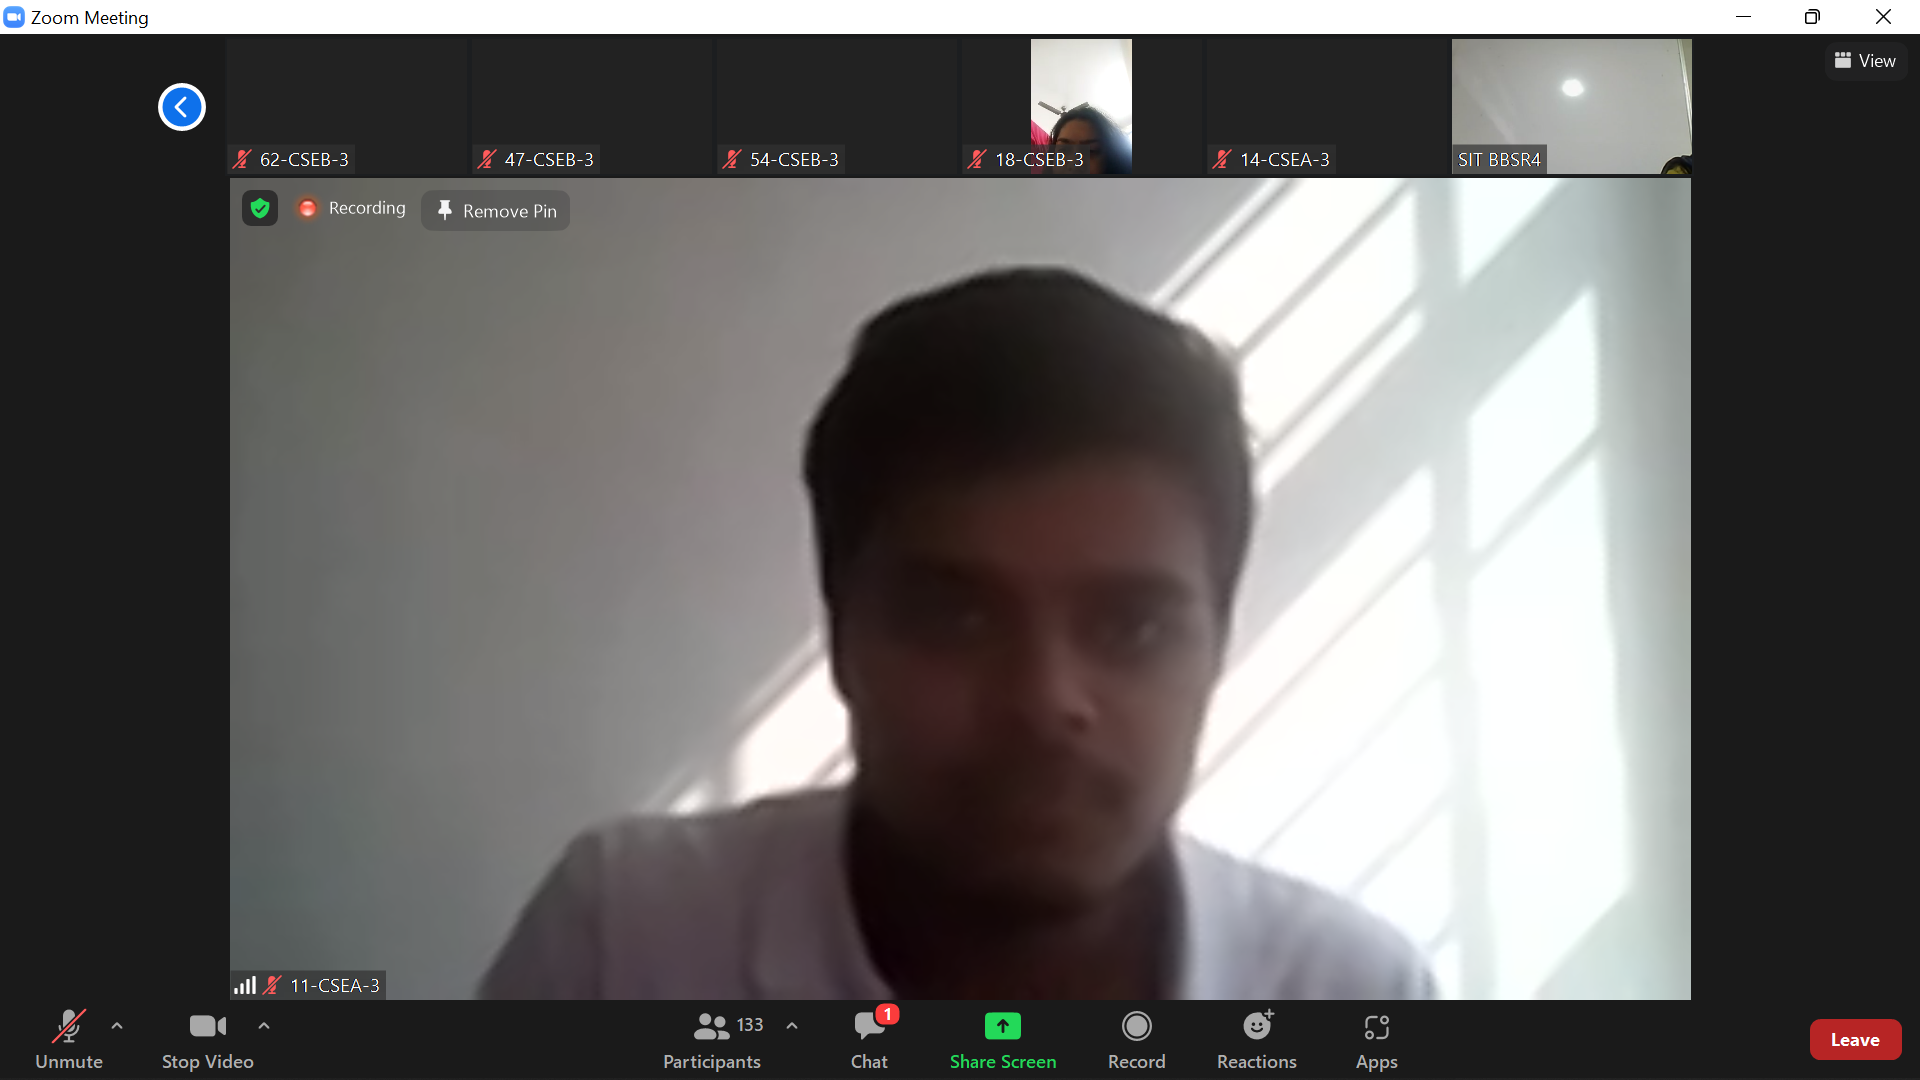 Zoom Meeting
View
62-CSEB-3
47-CSEB-3
54-CSEB-3
18-CSEB-3
14-CSEA-3
SIT BBSR4
Recording
Remove Pin
11-CSEA-3
Unmute
Stop Video
133
Participants
1
Chat
Share Screen
Record
Reactions
Apps
Leave